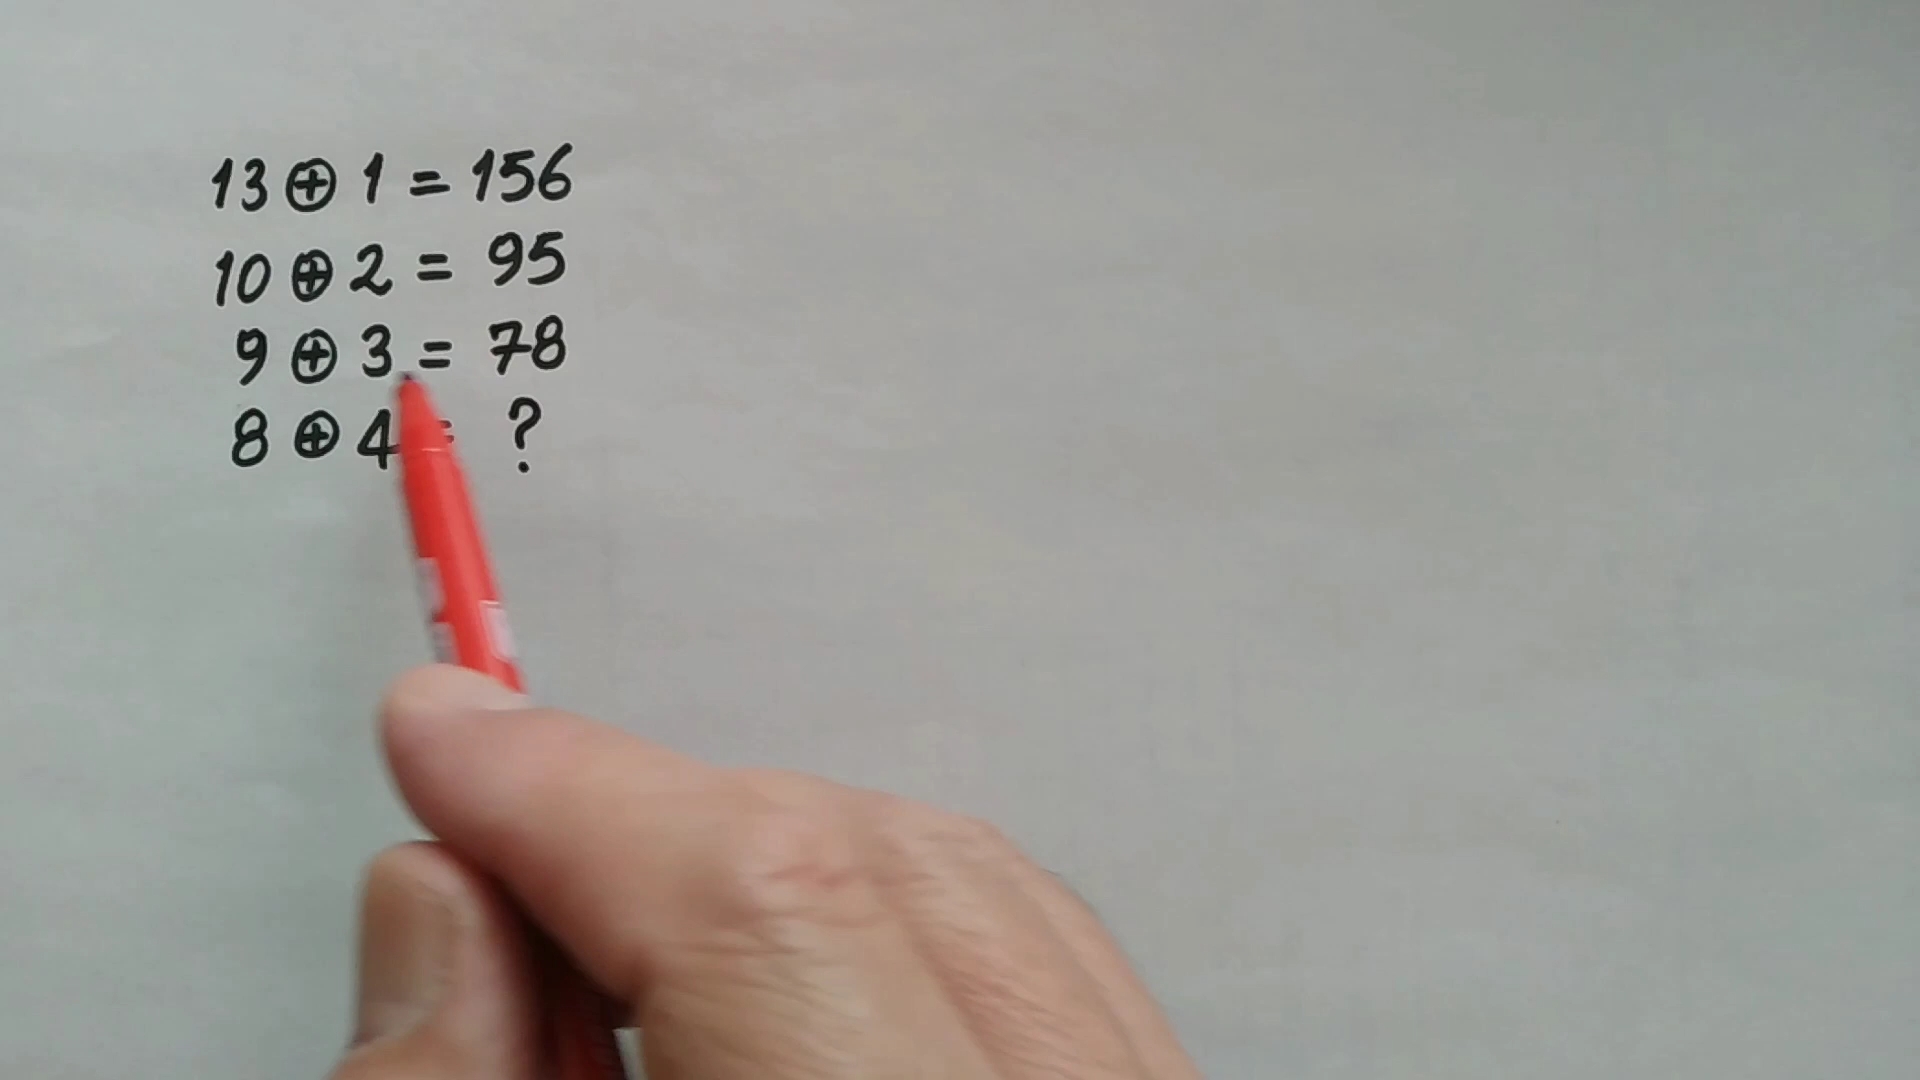 13 ⊕ 1 = 156
10 ⊕ 2 = 95
9 ⊕ 3 = 78
8 ⊕ 4 = ?